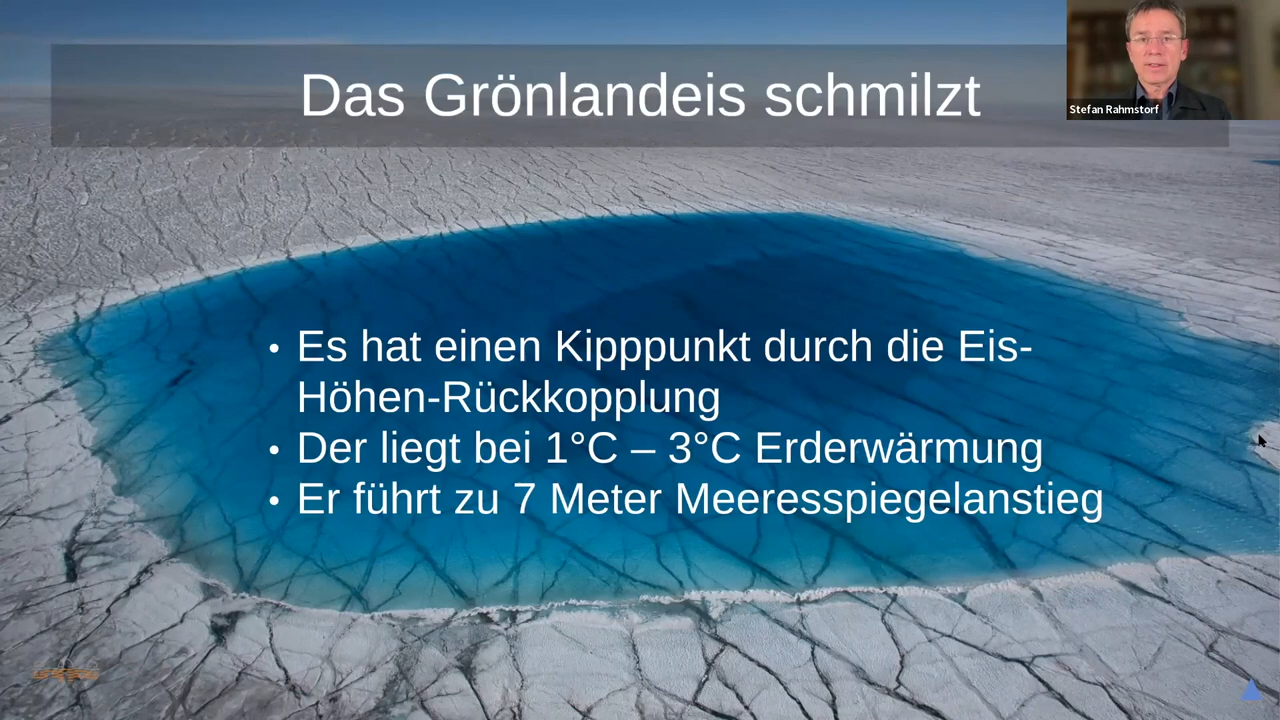 Das Grönlandeis schmilzt
Stefan Rahmstorf
• Es hat einen Kipppunkt durch die Eis-
Höhen-Rückkopplung
• Der liegt bei 1°C – 3°C Erderwärmung
• Er führt zu 7 Meter Meeresspiegelanstieg